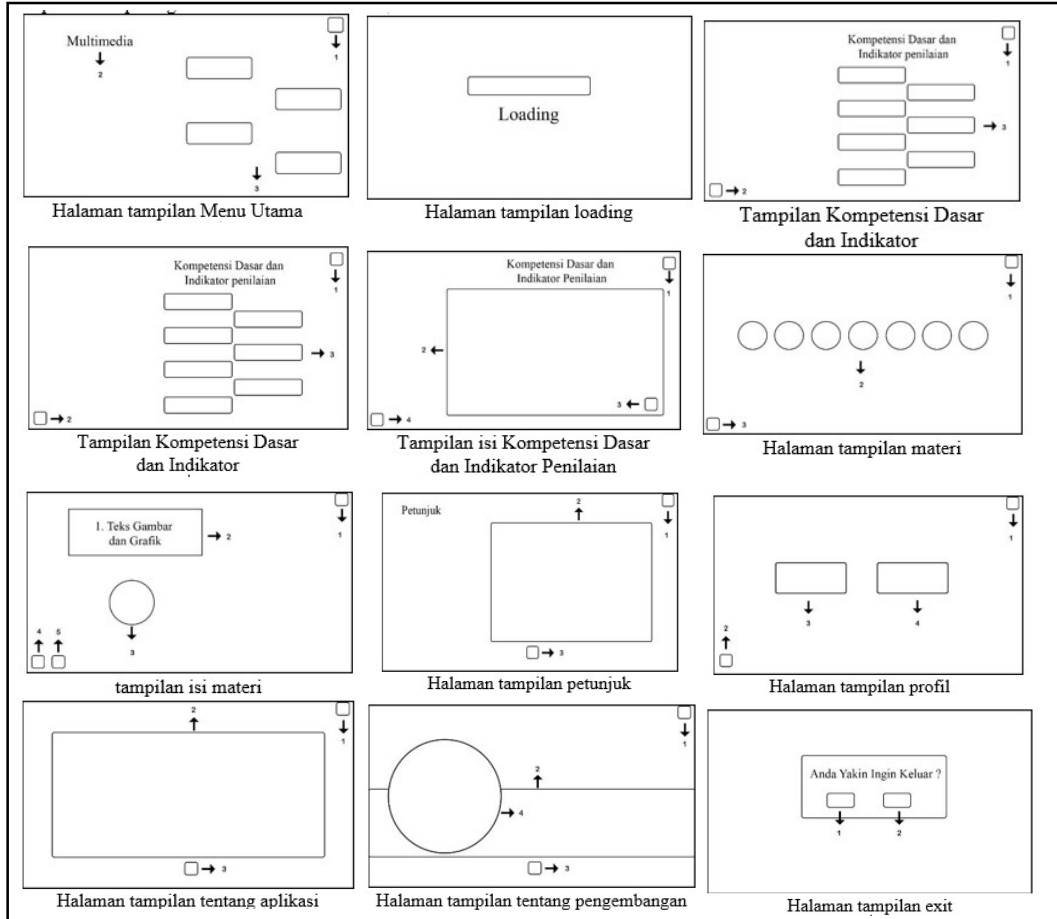 Multimedia
2
1
3
Halaman tampilan Menu Utama
Loading
Halaman tampilan loading
Kompetensi Dasar dan
Indikator penilaian
1
3
2
Tampilan Kompetensi Dasar
dan Indikator
Kompetensi Dasar dan
Indikator penilaian
1
3
2
Tampilan Kompetensi Dasar
dan Indikator
Kompetensi Dasar dan
Indikator Penilaian
1
2
3
4
Tampilan isi Kompetensi Dasar
dan Indikator Penilaian
1
2
3
Halaman tampilan materi
1. Teks Gambar
dan Grafik
2
1
3
4 5
tampilan isi materi
Petunjuk
2
1
3
Halaman tampilan petunjuk
1
3 4
2
Halaman tampilan profil
2
1
3
Halaman tampilan tentang aplikasi
1
2
4
3
Halaman tampilan tentang pengembangan
Anda Yakin Ingin Keluar ?
1 2
Halaman tampilan exit